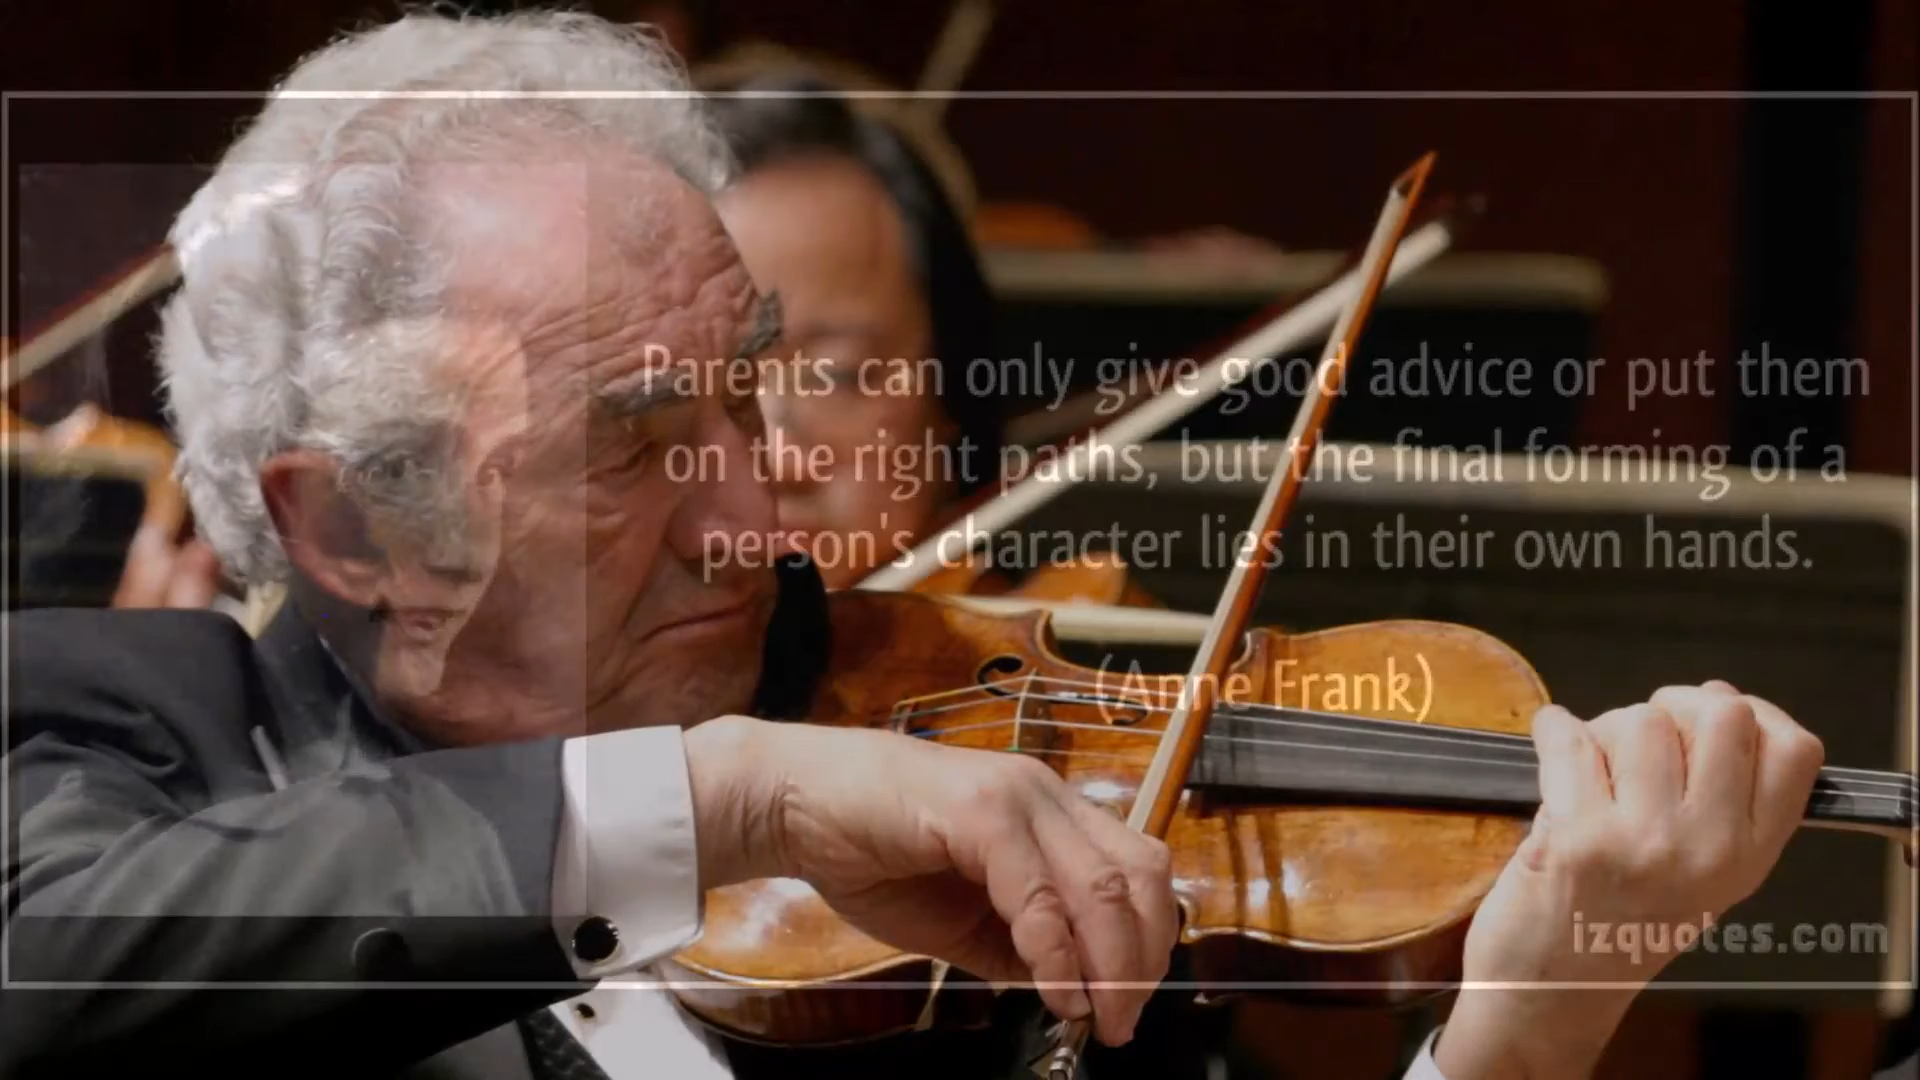 Parents can only give good advice or put them
on the right paths, but the final forming of a
person's character lies in their own hands.
(Anne Frank)
izquotes.com